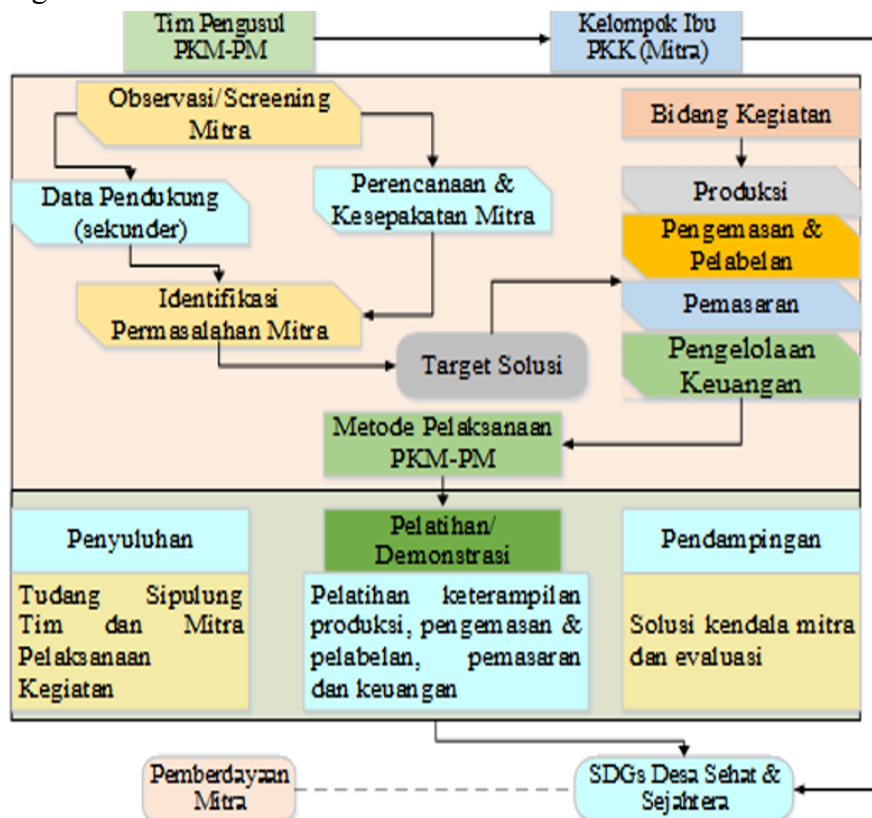 Tim Pengusul
PKM-PM
Kelompok Ibu
PKK (Mitra)
Observasi/Screening
Mitra
Bidang Kegiatan
Data Pendukung
(sekunder)
Perencanaan &
Kesepakatan Mitra
Produksi
Pengemasan &
Pelabelan
Identifikasi
Permasalahan Mitra
Pemasaran
Target Solusi
Pengelolaan
Keuangan
Metode Pelaksanaan
PKM-PM
Penyuluhan
Pelatihan/
Demonstrasi
Pendampingan
Tudang Sipulung
Tim dan Mitra
Pelaksanaan
Kegiatan
Pelatihan keterampilan
produksi, pengemasan &
pelabelan, pemasaran
dan keuangan
Solusi kendala mitra
dan evaluasi
Pemberdayaan
Mitra
SDGs Desa Sehat &
Sejahtera